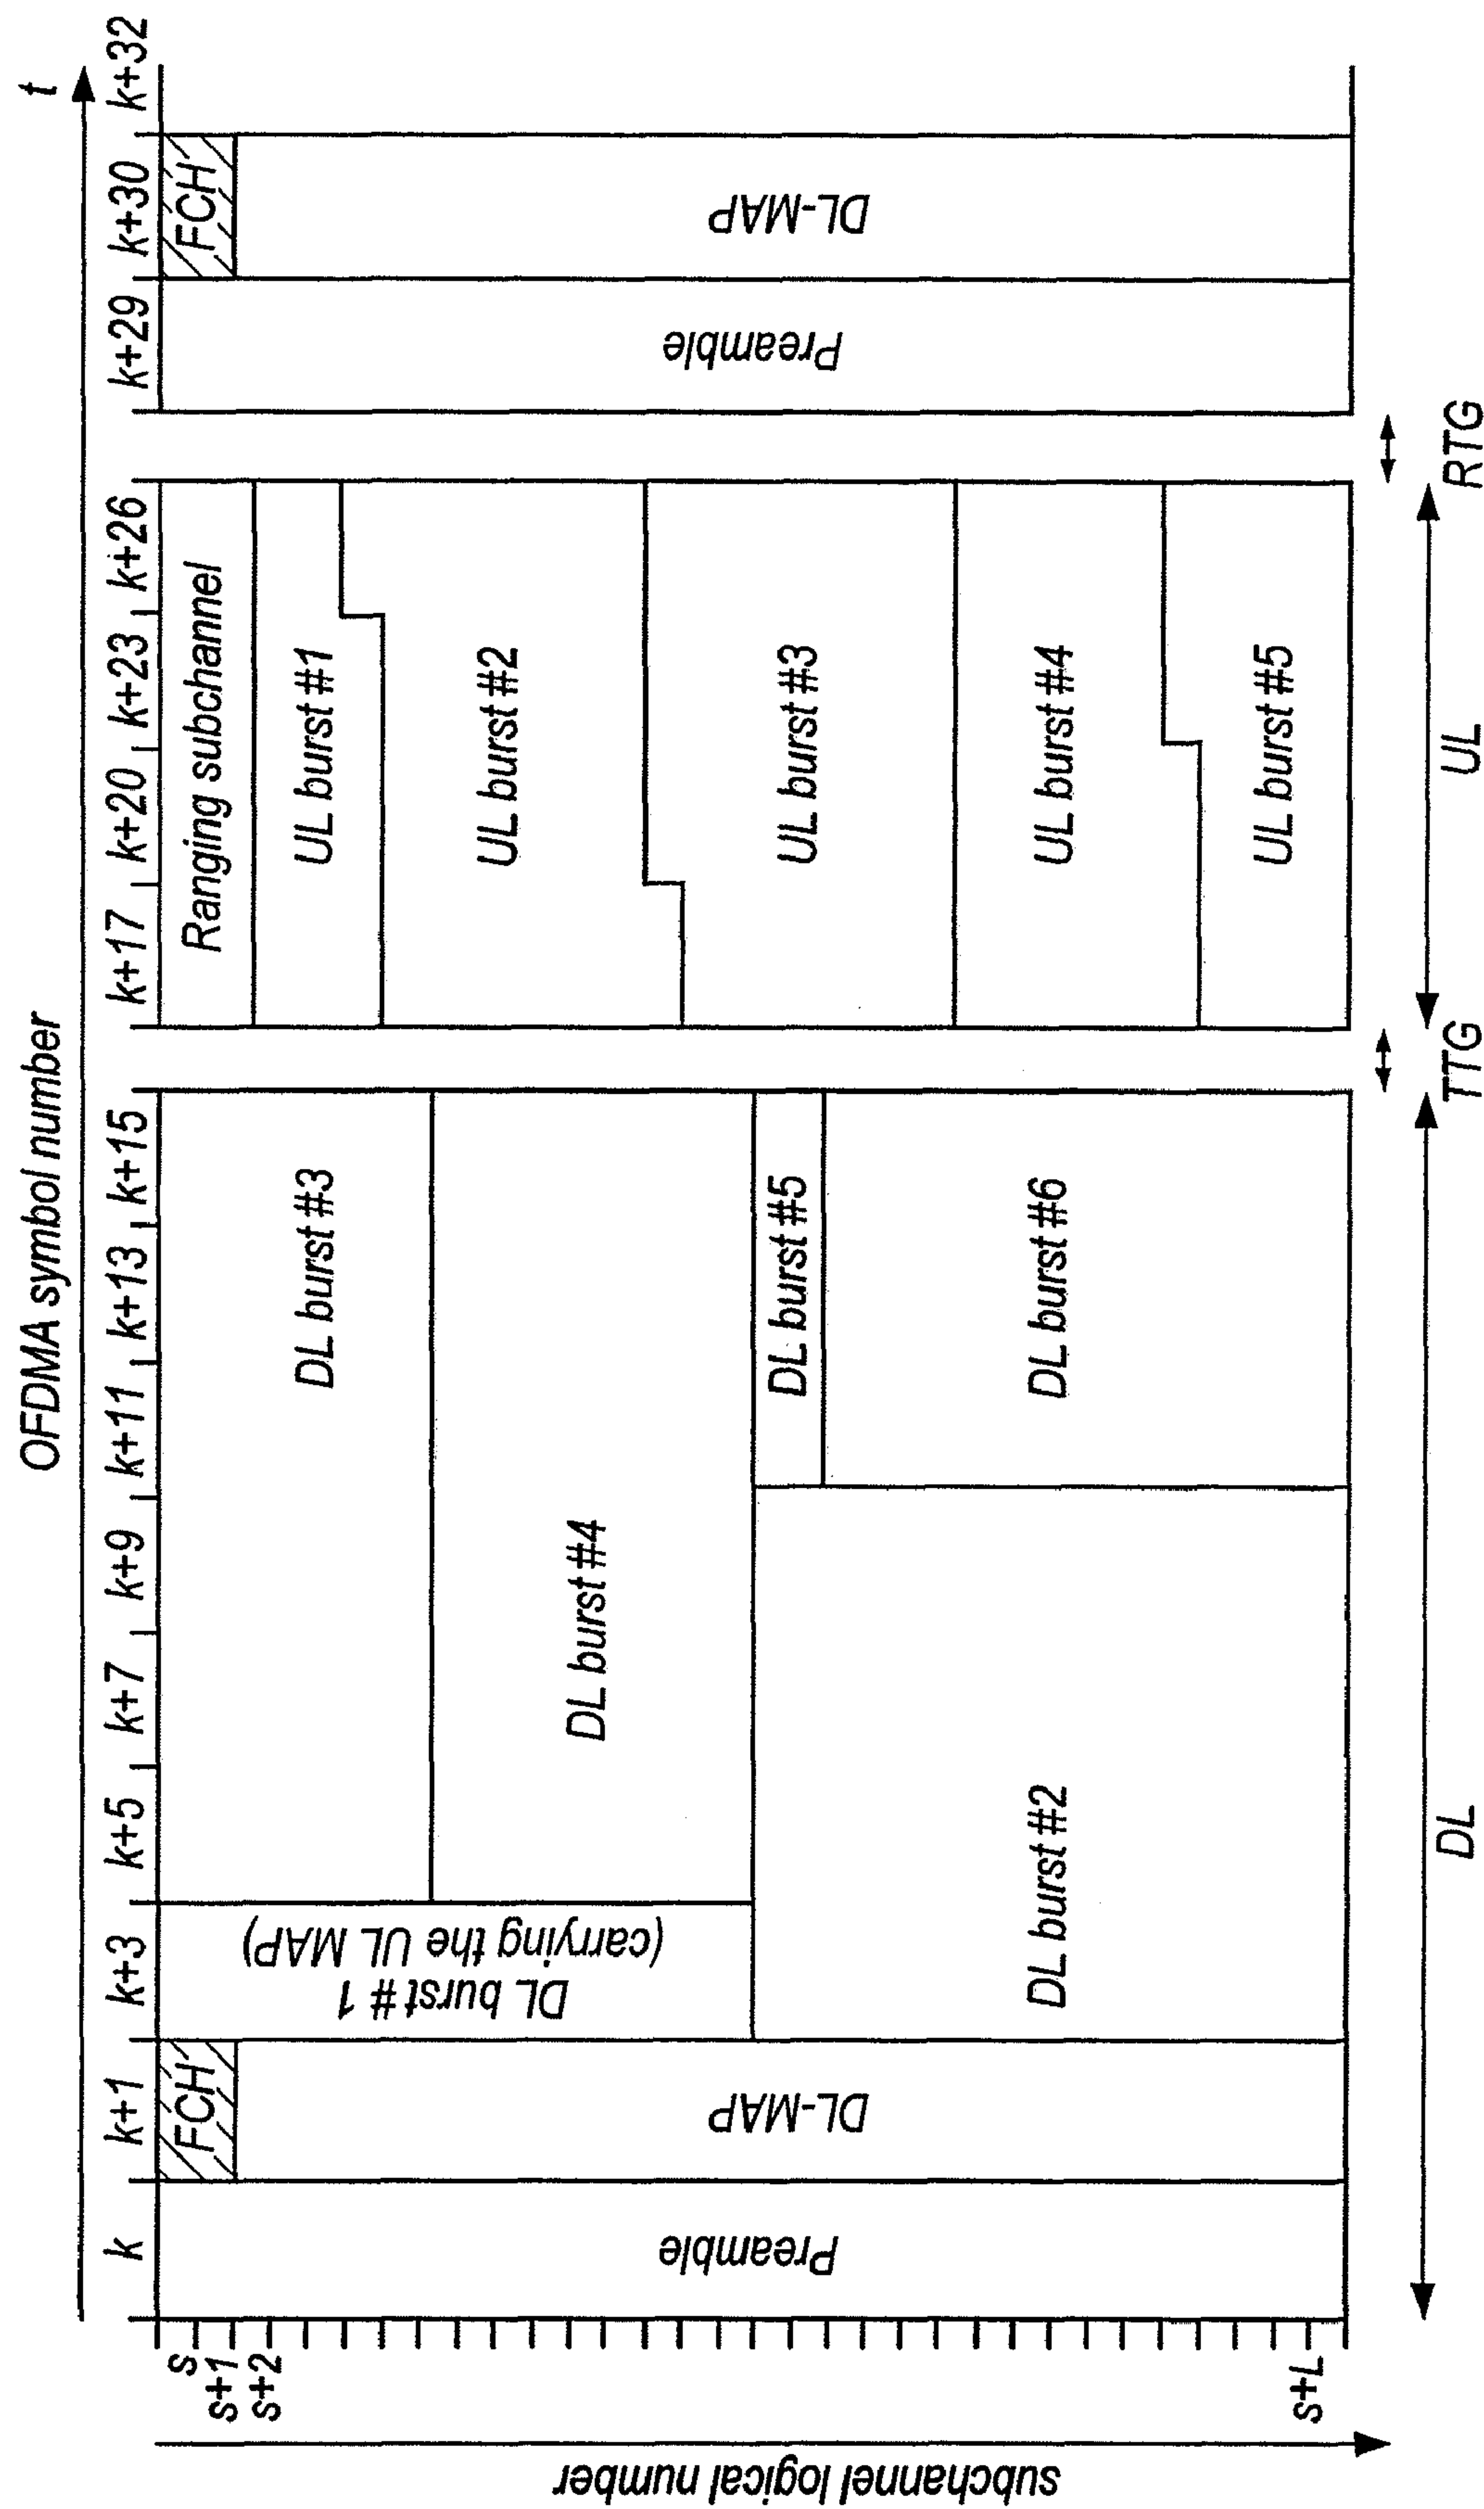 OFDMA symbol number
t
k
k+1
k+3
k+5
k+7
k+9
k+11
k+13
k+15
k+17
k+20
k+23
k+26
k+29
k+30
k+32
s
s+1
s+2
s+L
subchannel logical number
Preamble
FCH
DL-MAP
DL burst # 1
(carrying the UL MAP)
DL burst #2
DL burst #3
DL burst #4
DL burst #5
DL burst #6
Ranging subchannel
UL burst #1
UL burst #2
UL burst #3
UL burst #4
UL burst #5
Preamble
FCH
DL-MAP
DL
TTG
UL
RTG